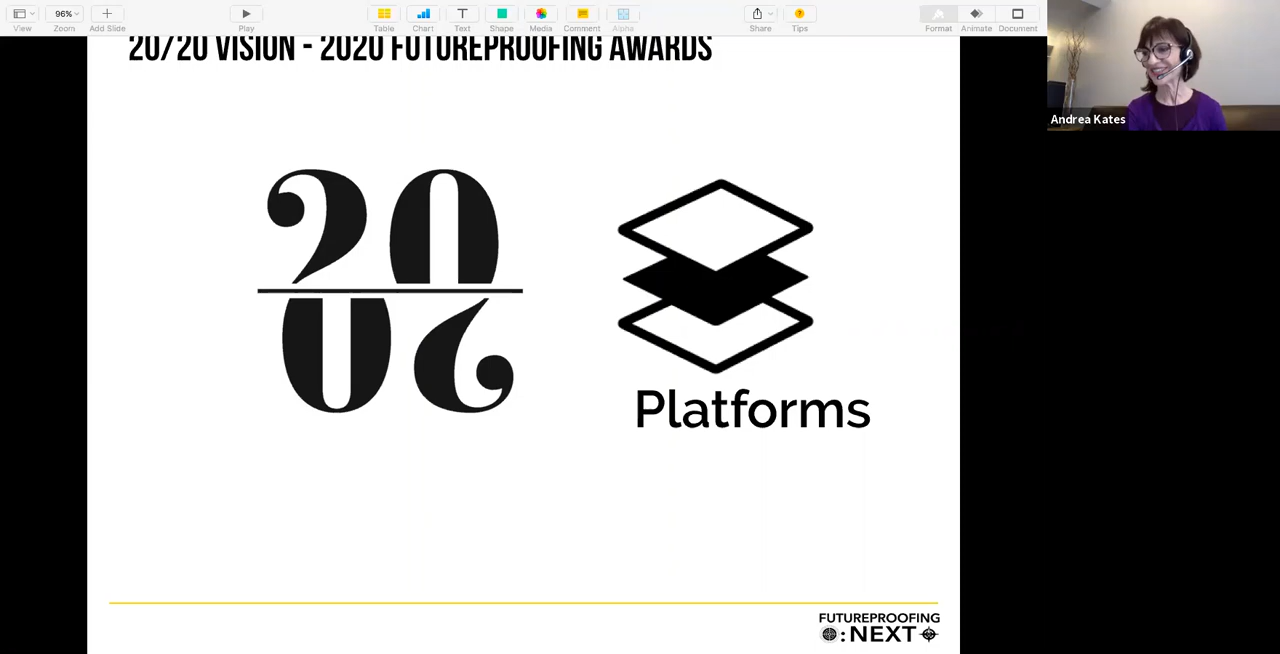 View
Zoom
Add Slide
Play
Table
Chart
Text
Shape
Media
Comment
Alpha
Share
Tips
Format
Animate
Document
96%
20/20 VISION - 2020 FUTUREPROOFING AWARDS
Andrea Kates
20
20
Platforms
FUTUREPROOFING
:NEXT